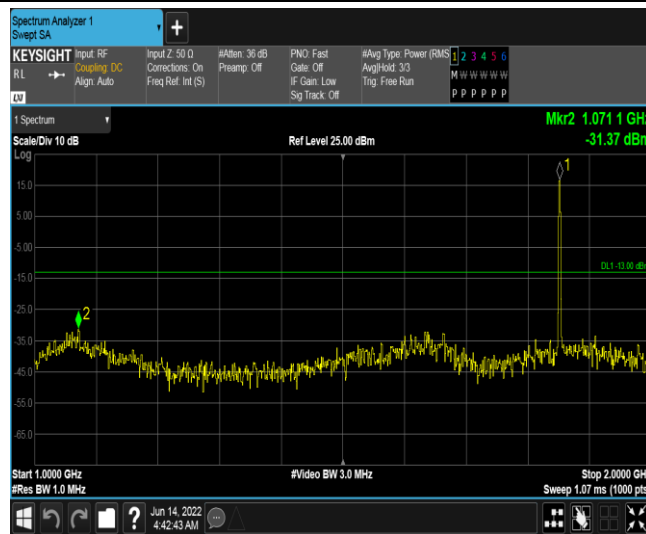 Spectrum Analyzer 1
Swept SA
+
KEYSIGHT
RL
Input: RF
Coupling: DC
Align: Auto
Input Z: 50 Ω
Corrections: On
Freq Ref: Int (S)
#Atten: 36 dB
Preamp: Off
PNO: Fast
Gate: Off
IF Gain: Low
Sig Track: Off
#Avg Type: Power (RMS
Avg|Hold: 3/3
Trig: Free Run
1 2 3 4 5 6
M W W W W W
P P P P P P
1 Spectrum
Mkr2 1.071 1 GHz
Scale/Div 10 dB
Ref Level 25.00 dBm
-31.37 dBm
Log
1
15.0
5.00
-5.00
DL1 -13.00 dBm
-15.0
-25.0
2
-35.0
-45.0
-55.0
-65.0
Start 1.0000 GHz
#Video BW 3.0 MHz
Stop 2.0000 GHz
#Res BW 1.0 MHz
Sweep 1.07 ms (1000 pts)
?
Jun 14, 2022
4:42:43 AM